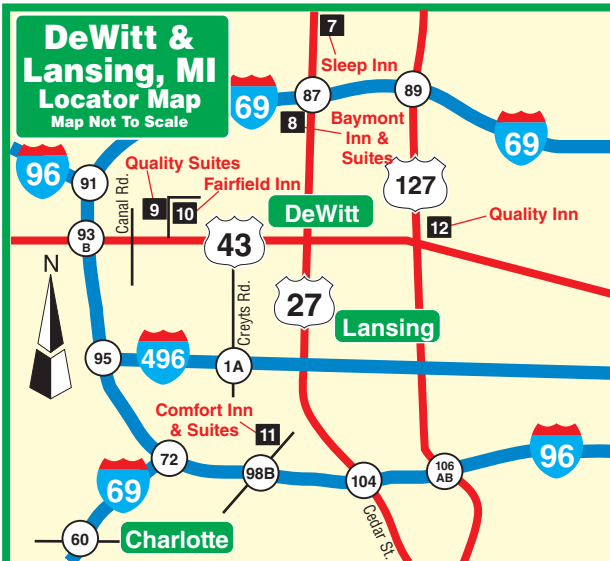 DeWitt &
Lansing, MI
Locator Map
Map Not To Scale
7
Sleep Inn
69
87
89
8
Baymont
Inn &
Suites
69
96
91
Quality Suites
Fairfield Inn
127
Canal Rd.
9
10
DeWitt
12
Quality Inn
93
B
43
N
27
Creyts Rd.
Lansing
95
496
1A
Comfort Inn
& Suites
11
72
98B
104
106
AB
96
69
Cedar St.
60
Charlotte